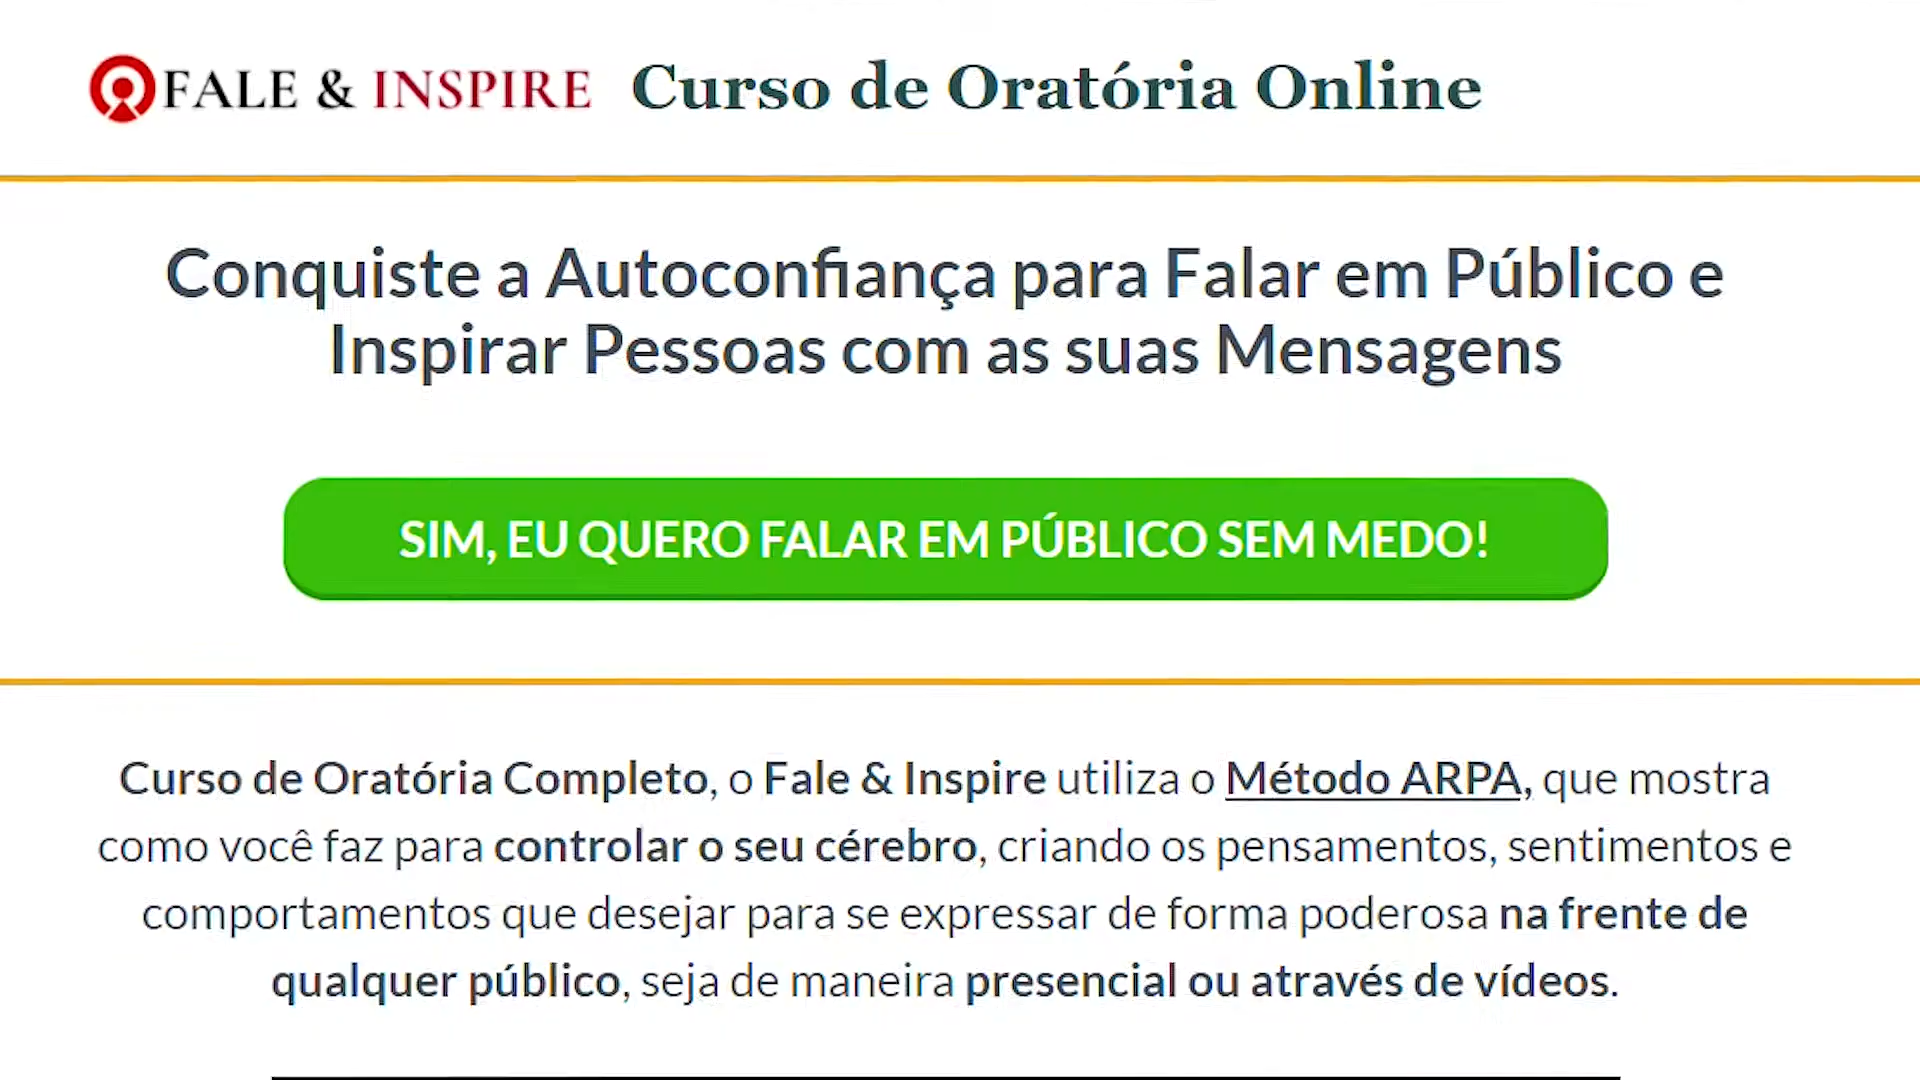 FALE & INSPIRE Curso de Oratória Online
Conquiste a Autoconfiança para Falar em Público e
Inspirar Pessoas com as suas Mensagens
SIM, EU QUERO FALAR EM PÚBLICO SEM MEDO!
Curso de Oratória Completo, o Fale & Inspire utiliza o Método ARPA, que mostra
como você faz para controlar o seu cérebro, criando os pensamentos, sentimentos e
comportamentos que desejar para se expressar de forma poderosa na frente de
qualquer público, seja de maneira presencial ou através de vídeos.